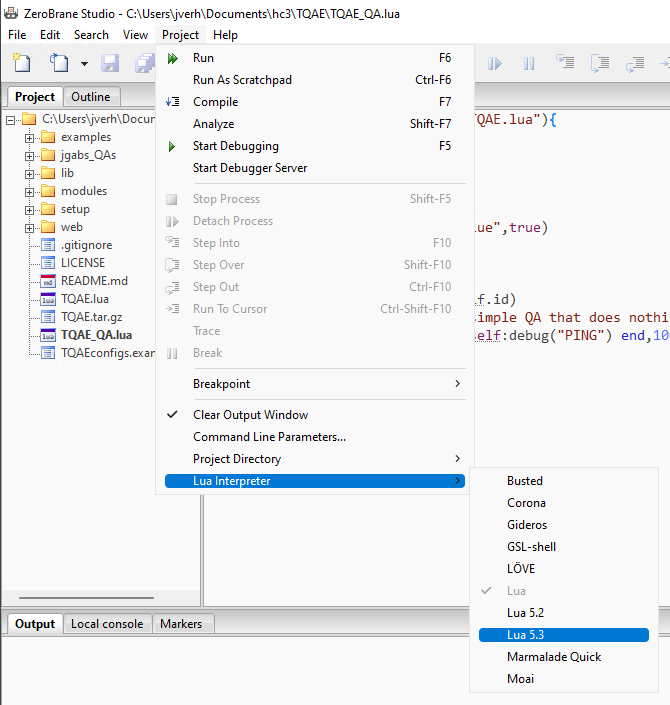 ZeroBrane Studio - C:\Users\jverh\Documents\hc3\TQAE\TQAE_QA.lua
File Edit Search View Project Help
Project Outline
C:\Users\jverh\Docum
examples
jgabs_QAs
lib
modules
setup
web
.gitignore
LICENSE
README.md
TQAE.lua
TQAE.tar.gz
TQAE_QA.lua
TQAEconfigs.exam
Run F6
Run As Scratchpad Ctrl-F6
Compile F7
Analyze Shift-F7
Start Debugging F5
Start Debugger Server
Stop Process Shift-F5
Detach Process
Step Into F10
Step Over Shift-F10
Step Out Ctrl-F10
Run To Cursor Ctrl-Shift-F10
Trace
Break
Breakpoint
Clear Output Window
Command Line Parameters...
Project Directory
Lua Interpreter
TQAE.lua"){
lue",true)
f.id)
imple QA that does nothi
elf:debug("PING") end,10
Busted
Corona
Gideros
GSL-shell
LÖVE
Lua
Lua 5.2
Lua 5.3
Marmalade Quick
Moai
Output Local console Markers